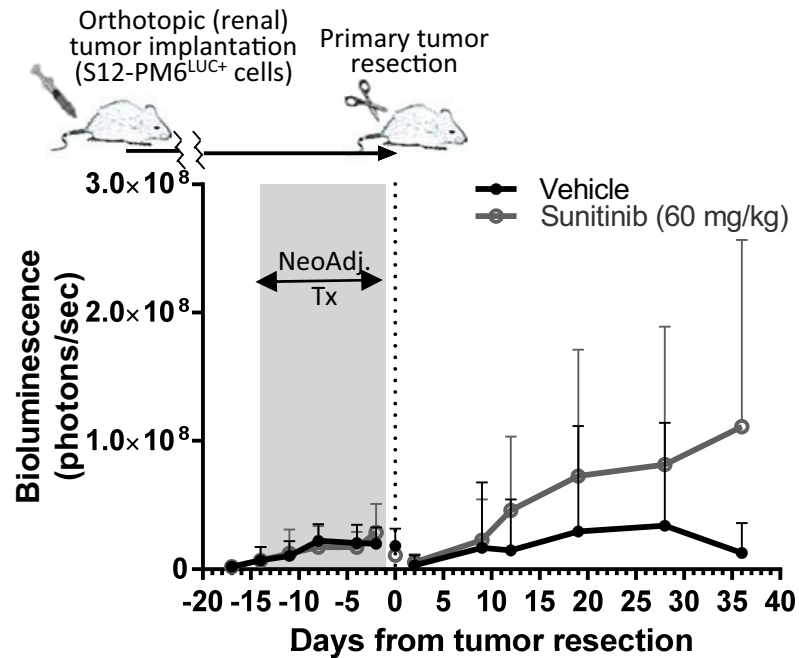 Orthotopic (renal)
tumor implantation
(S12-PM6LUC+ cells)
Primary tumor
resection
3.0×10⁸
2.0×10⁸
1.0×10⁸
0
Bioluminescence
(photons/sec)
NeoAdj.
Tx
Vehicle
Sunitinib (60 mg/kg)
-20 -15 -10 -5 0 5 10 15 20 25 30 35 40
Days from tumor resection